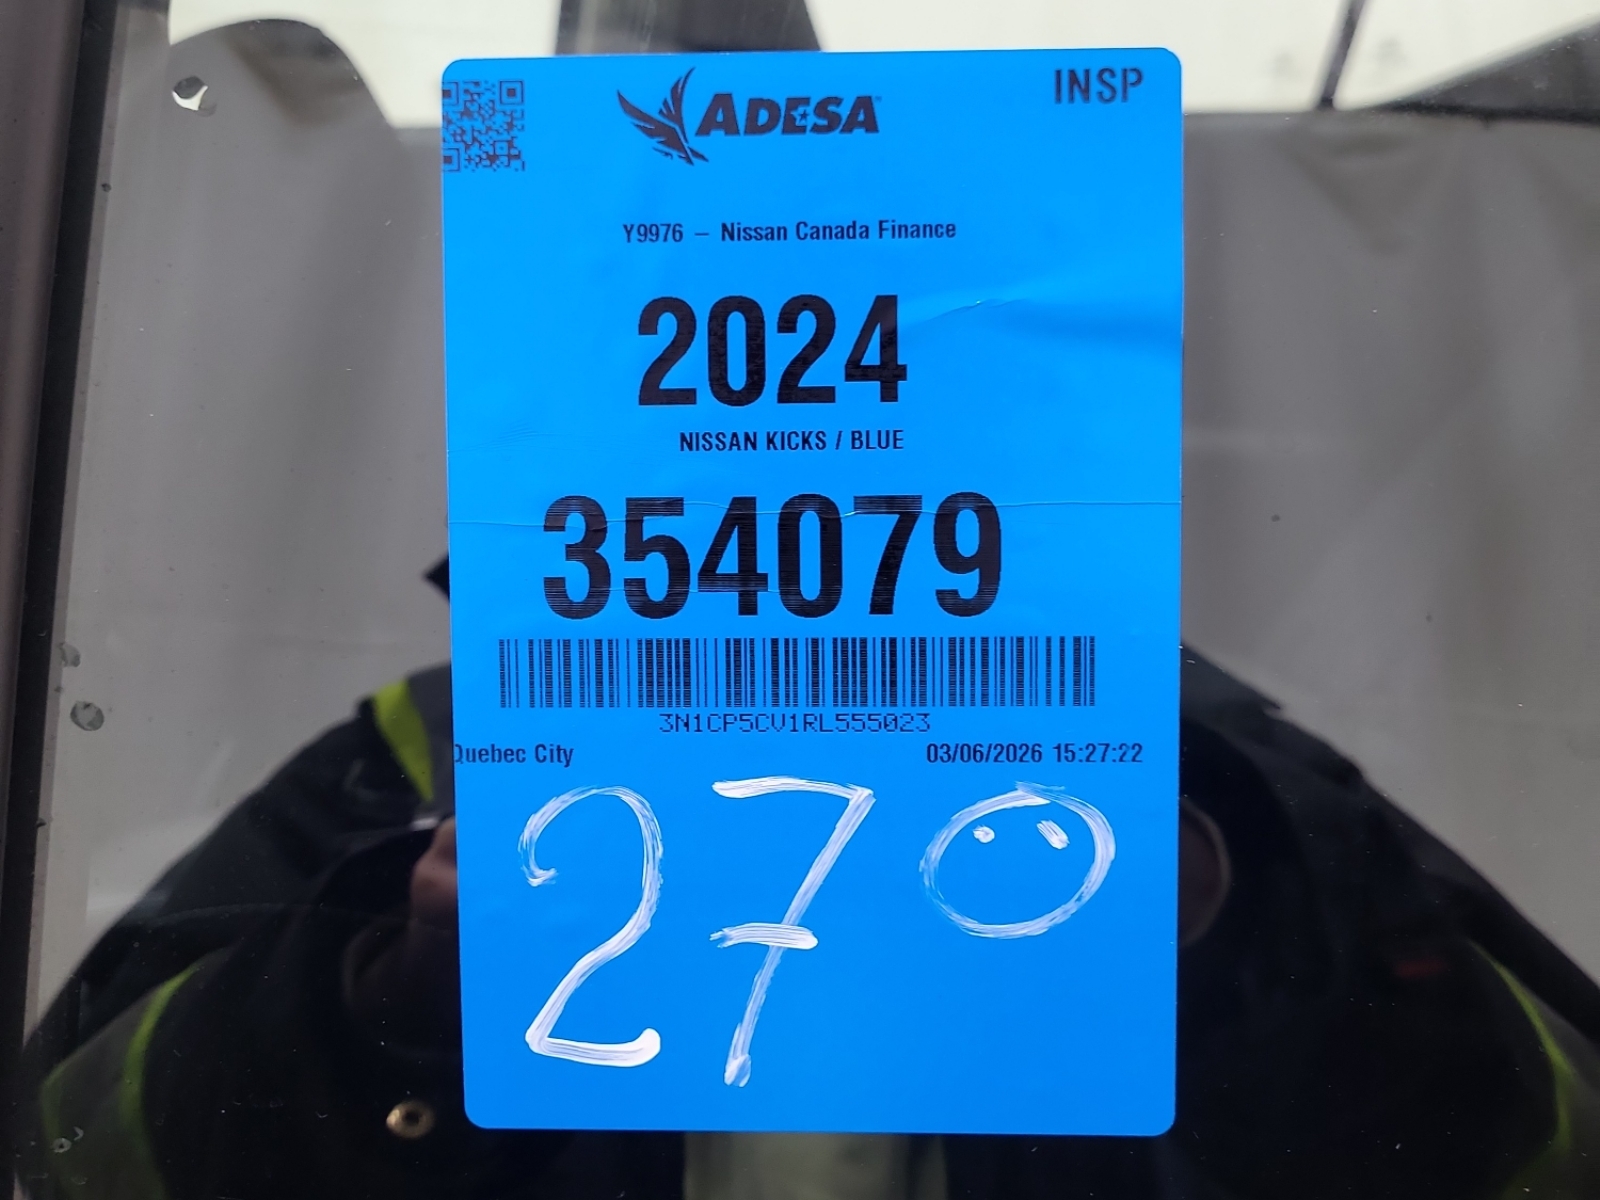 ADESA
INSP
Y9976 – Nissan Canada Finance
2024
NISSAN KICKS / BLUE
354079
3N1CP5CV1RL555023
Quebec City 03/06/2026 15:27:22
27